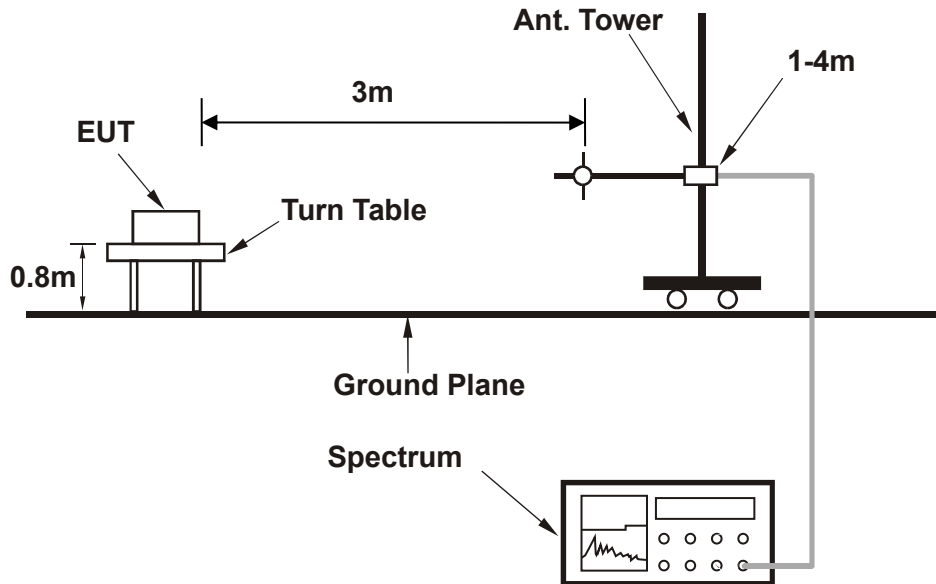 Ant. Tower
1-4m
3m
EUT
Turn Table
0.8m
Ground Plane
Spectrum